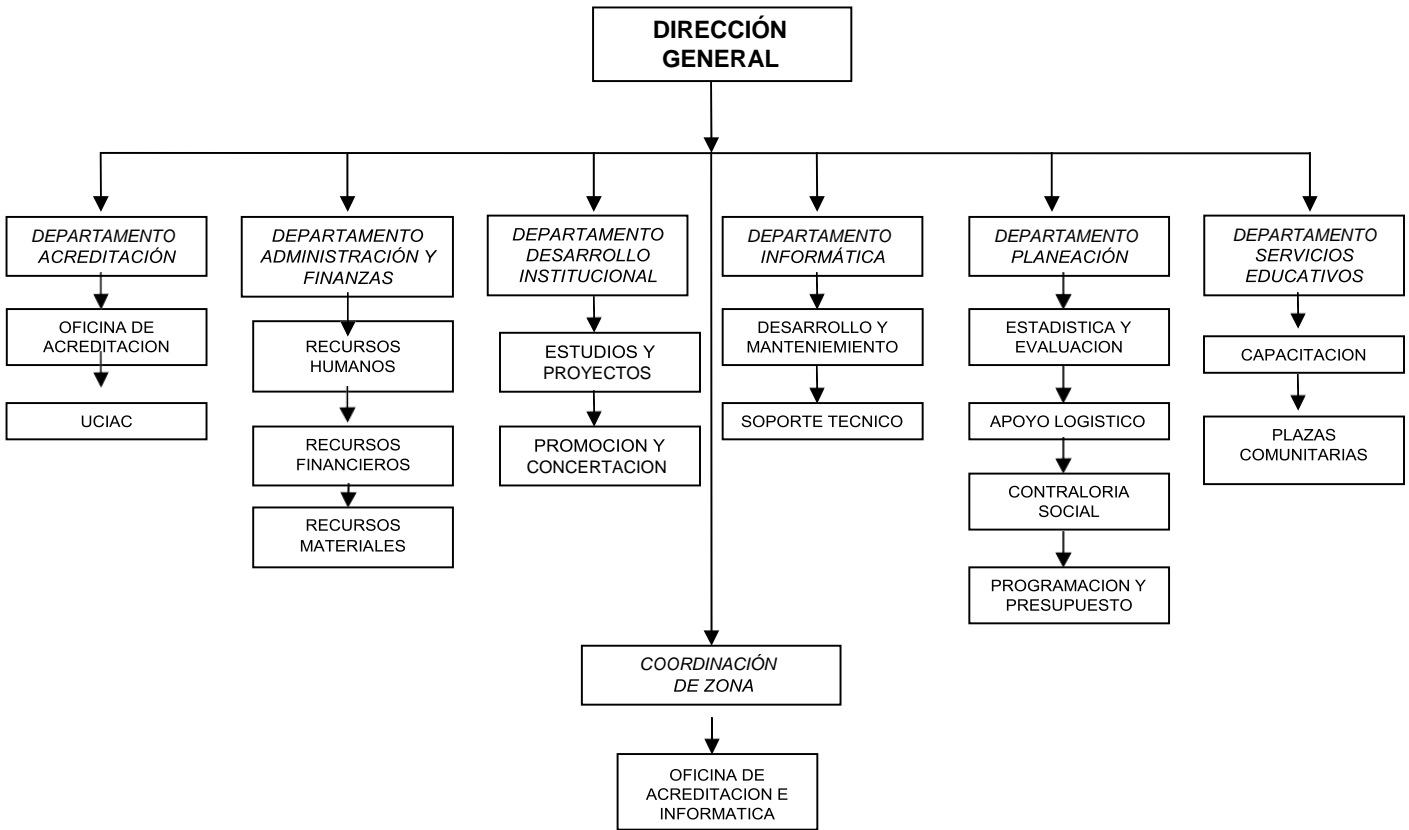 DIRECCIÓN
GENERAL
DEPARTAMENTO
ACREDITACIÓN
OFICINA DE
ACREDITACION
UCIAC
DEPARTAMENTO
ADMINISTRACIÓN Y
FINANZAS
RECURSOS
HUMANOS
RECURSOS
FINANCIEROS
RECURSOS
MATERIALES
DEPARTAMENTO
DESARROLLO
INSTITUCIONAL
ESTUDIOS Y
PROYECTOS
PROMOCION Y
CONCERTACION
DEPARTAMENTO
INFORMÁTICA
DESARROLLO Y
MANTENIEMIENTO
SOPORTE TECNICO
DEPARTAMENTO
PLANEACIÓN
ESTADISTICA Y
EVALUACION
APOYO LOGISTICO
CONTRALORIA
SOCIAL
PROGRAMACION Y
PRESUPUESTO
DEPARTAMENTO
SERVICIOS
EDUCATIVOS
CAPACITACION
PLAZAS
COMUNITARIAS
COORDINACIÓN
DE ZONA
OFICINA DE
ACREDITACION E
INFORMATICA